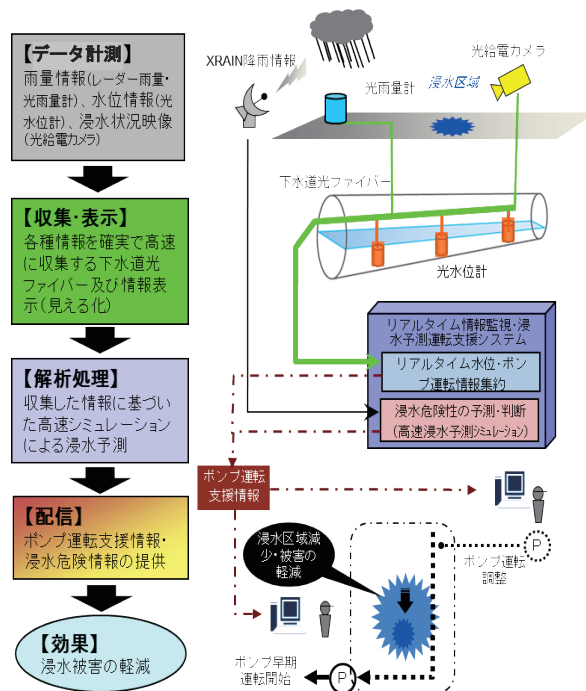 【データ計測】
雨量情報(レーダー雨量・
光雨量計)、水位情報(光
水位計)、浸水状況映像
(光給電カメラ)
【収集・表示】
各種情報を確実で高速
に収集する下水道光
ファイバー及び情報表
示(見える化)
【解析処理】
収集した情報に基づい
た高速シミュレーション
による浸水予測
【配信】
ポンプ運転支援情報・
浸水危険情報の提供
【効果】
浸水被害の軽減
XRAIN降雨情報
光雨量計
浸水区域
光給電カメラ
下水道光ファイバー
光水位計
リアルタイム情報監視・浸
水予測運転支援システム
リアルタイム水位・ポン
プ運転情報集約
浸水危険性の予測・判断
(高速浸水予測シミュレーション)
ポンプ運転
支援情報
浸水区域減
少・被害の
軽減
P
ポンプ運転
調整
ポンプ早期
運転開始
P